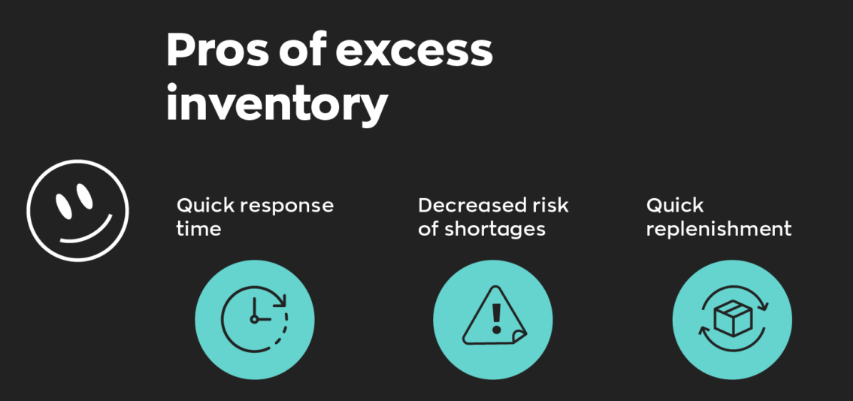 Pros of excess
inventory
Quick response
time
Decreased risk
of shortages
Quick
replenishment